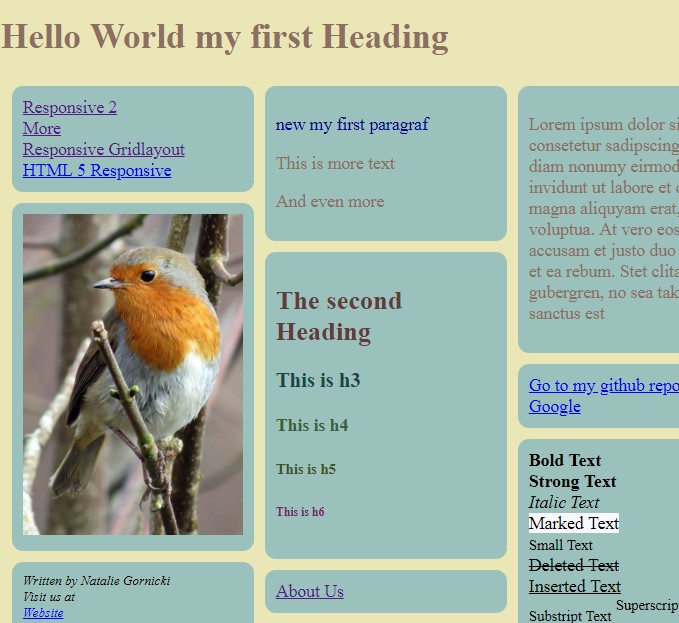 Hello World my first Heading
Responsive 2
More
Responsive Gridlayout
HTML 5 Responsive
Written by Natalie Gornicki
Visit us at
Website
new my first paragraf
This is more text
And even more
The second
Heading
This is h3
This is h4
This is h5
This is h6
About Us
Lorem ipsum dolor si
consetetur sadipscing
diam nonumy eirmod
invidunt ut labore et
magna aliquyam erat,
voluptua. At vero eos
accusam et justo duo
et ea rebum. Stet clita
gubergren, no sea tak
sanctus est
Go to my github repo
Google
Bold Text
Strong Text
Italic Text
Marked Text
Small Text
Deleted Text
Inserted Text
Substript Text Superscrip